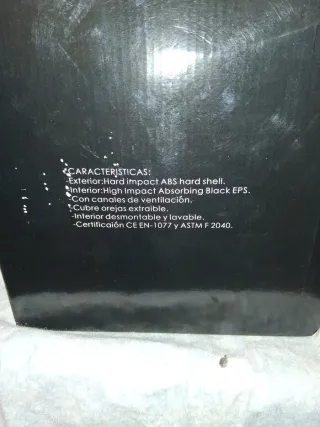 CARACTERISTICAS:
-Exterior:Hard impact ABS hard shell.
-Interior:High Impact Absorbing Black EPS.
-Con canales de ventilación.
-Cubre orejas extraible.
-Interior desmontable y lavable.
-Certificaión CE EN-1077 y ASTM F 2040.